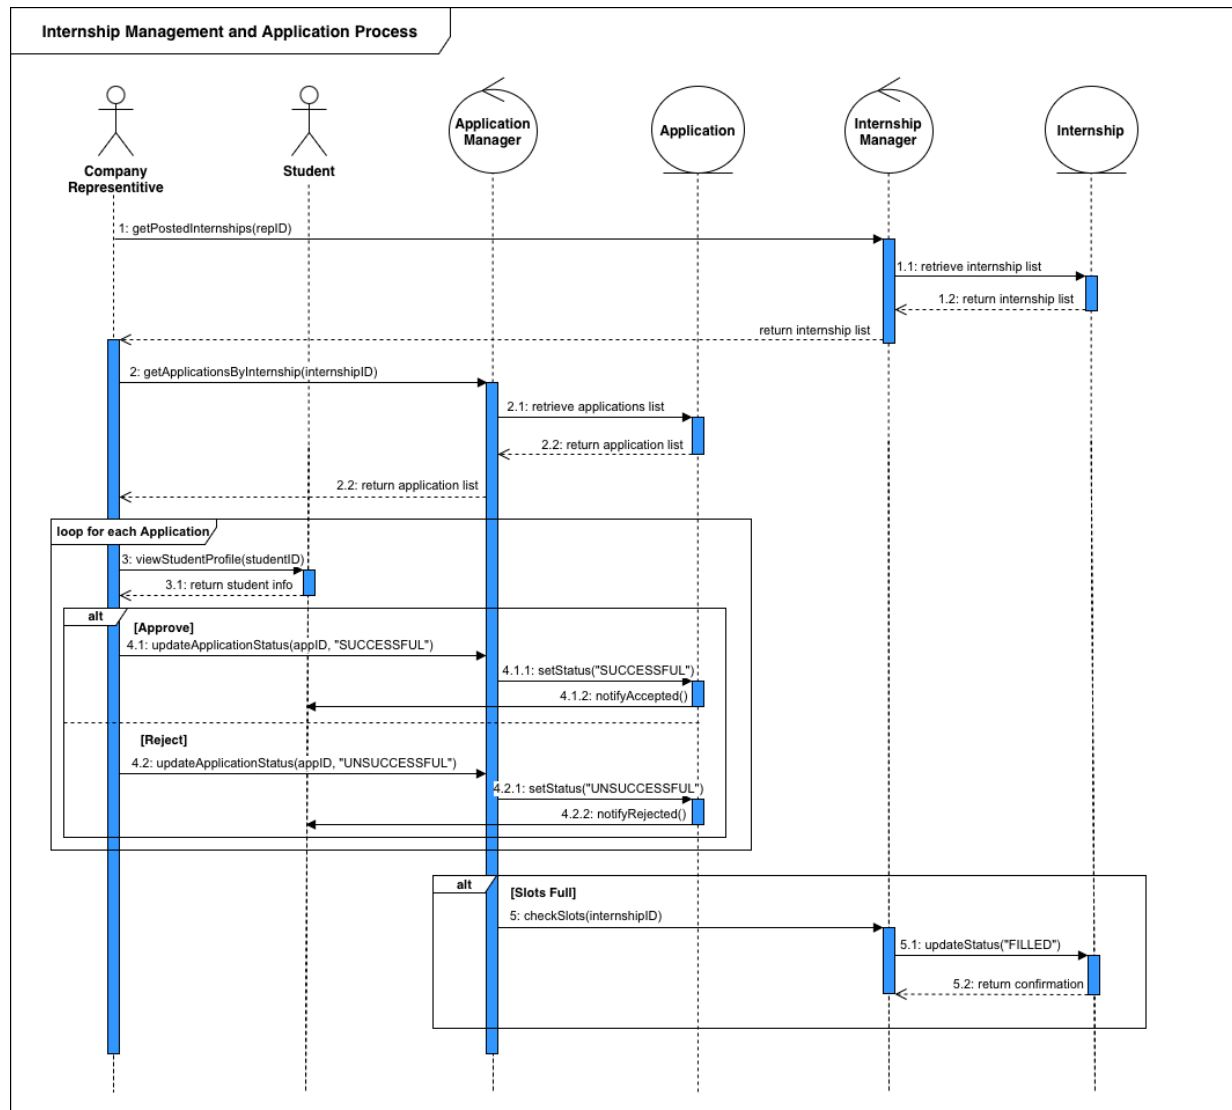 Internship Management and Application Process
Company
Representitive
Student
Application
Manager
Application
Internship
Manager
Internship
1: getPostedInternships(repID)
1.1: retrieve internship list
1.2: return internship list
return internship list
2: getApplicationsByInternship(internshipID)
2.1: retrieve applications list
2.2: return application list
2.2: return application list
loop for each Application
3: viewStudentProfile(studentID)
3.1: return student info
alt
[Approve]
4.1: updateApplicationStatus(appID, "SUCCESSFUL")
4.1.1: setStatus("SUCCESSFUL")
4.1.2: notifyAccepted()
[Reject]
4.2: updateApplicationStatus(appID, "UNSUCCESSFUL")
4.2.1: setStatus("UNSUCCESSFUL")
4.2.2: notifyRejected()
alt
[Slots Full]
5: checkSlots(internshipID)
5.1: updateStatus("FILLED")
5.2: return confirmation